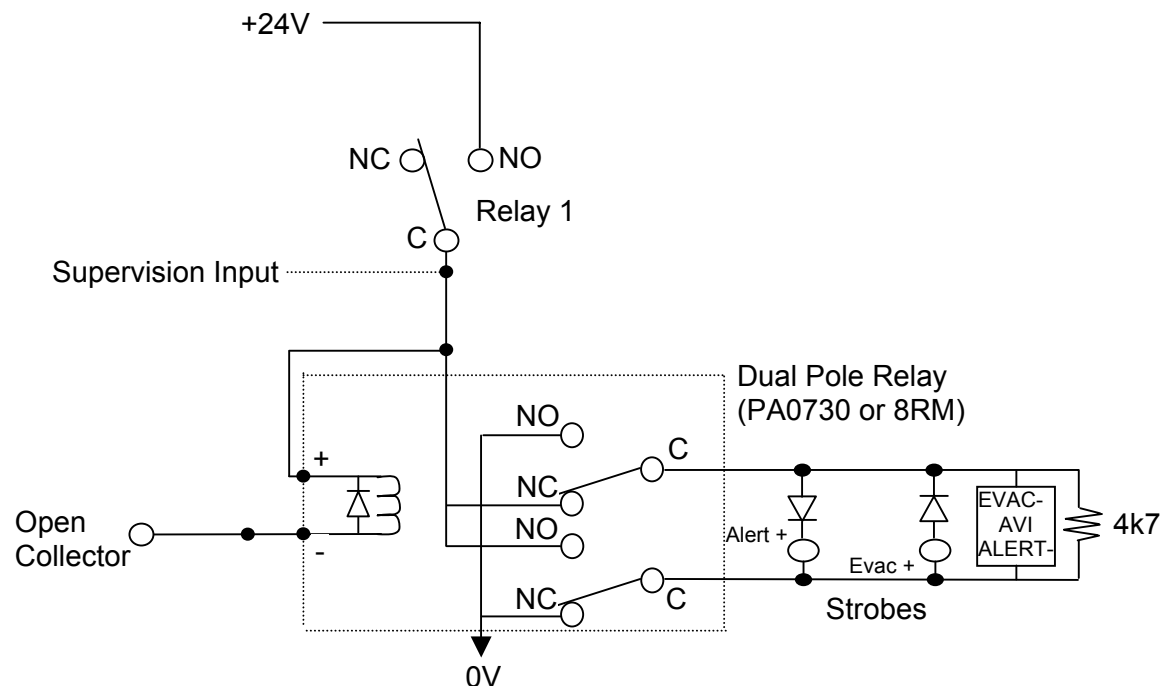 +24V
NC
NO
Relay 1
C
Supervision Input
Dual Pole Relay
(PA0730 or 8RM)
NO
C
+
NC
EVAC-
AVI
ALERT-
4k7
Open
Collector
-
NO
Alert +
Evac +
NC
C
Strobes
0V